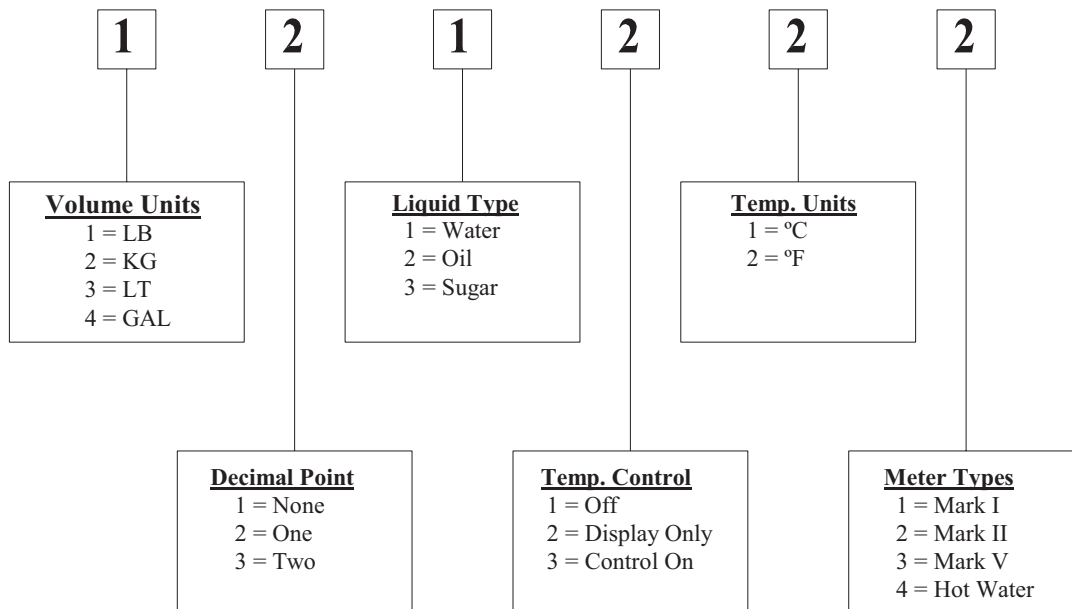 1 2 1 2 2 2
Volume Units
1 = LB
2 = KG
3 = LT
4 = GAL
Liquid Type
1 = Water
2 = Oil
3 = Sugar
Temp. Units
1 = ºC
2 = ºF
Decimal Point
1 = None
2 = One
3 = Two
Temp. Control
1 = Off
2 = Display Only
3 = Control On
Meter Types
1 = Mark I
2 = Mark II
3 = Mark V
4 = Hot Water